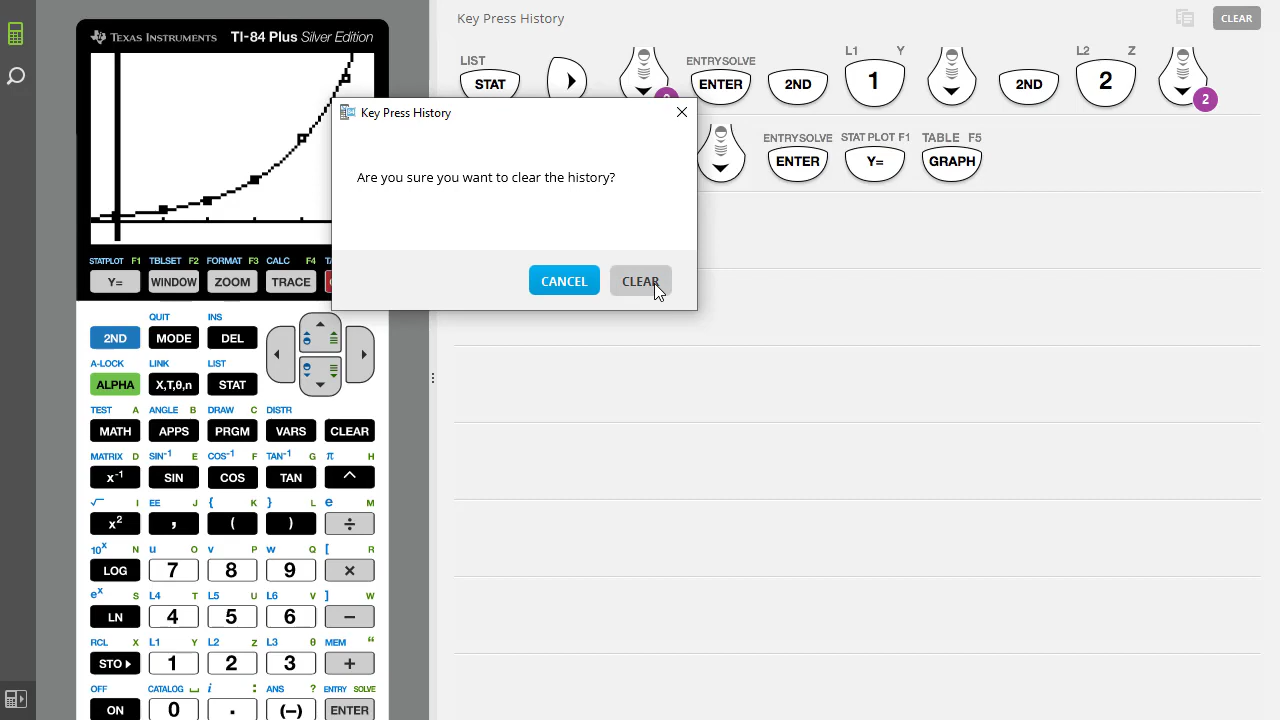 Key Press History
CLEAR
TEXAS INSTRUMENTS TI-84 Plus Silver Edition
LIST ENTRY SOLVE L1 Y L2 Z
STAT ENTER 2ND 1 2ND 2 2
ENTRY SOLVE STAT PLOT F1 TABLE F5
ENTER Y= GRAPH
Key Press History
Are you sure you want to clear the history?
CANCEL CLEAR
STATPLOT F1 TBLSET F2 FORMAT F3 CALC F4
Y= WINDOW ZOOM TRACE
QUIT INS
2ND MODE DEL
A-LOCK LINK LIST
ALPHA X,T,θ,n STAT
TEST A ANGLE B DRAW C DISTR
MATH APPS PRGM VARS CLEAR
MATRIX D SIN⁻¹ E COS⁻¹ F TAN⁻¹ G π H
x⁻¹ SIN COS TAN ^
√ I EE J { K } L e M
x² , ( ) ÷
10ˣ N u O v P w Q [ R
LOG 7 8 9 ×
eˣ S L4 T L5 U L6 V ] W
LN 4 5 6 −
RCL X L1 Y L2 Z L3 θ MEM “
STO▸ 1 2 3 +
OFF CATALOG ␣ i : ANS ? ENTRY SOLVE
ON 0 . (−) ENTER